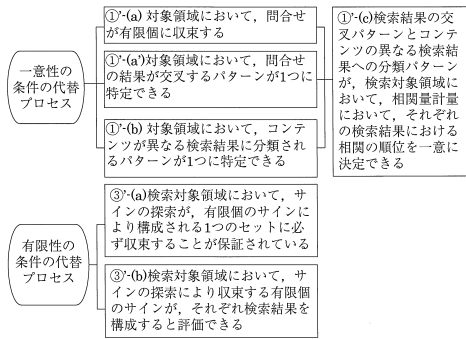 一意性の
条件の代替
プロセス
①'-(a) 対象領域において，問合せ
が有限個に収束する
①'-(a') 対象領域において，問合せ
の結果が交叉するパターンが1つに
特定できる
①'-(b) 対象領域において，コンテン
ツが異なる検索結果に分類され
るパターンが1つに特定できる
①'-(c)検索結果の交
叉パターンとコンテ
ンツの異なる検索結
果への分類パターン
が，検索対象領域に
おいて，相関量計量
において，それぞれ
の検索結果における
相関の順位を一意に
決定できる
有限性の
条件の代替
プロセス
③'-(a)検索対象領域において，サ
インの探索が，有限個のサインに
より構成される1つのセットに必
ず収束することが保証されている
③'-(b)検索対象領域において，サ
インの探索により収束する有限個
のサインが，それぞれ検索結果を
構成すると評価できる